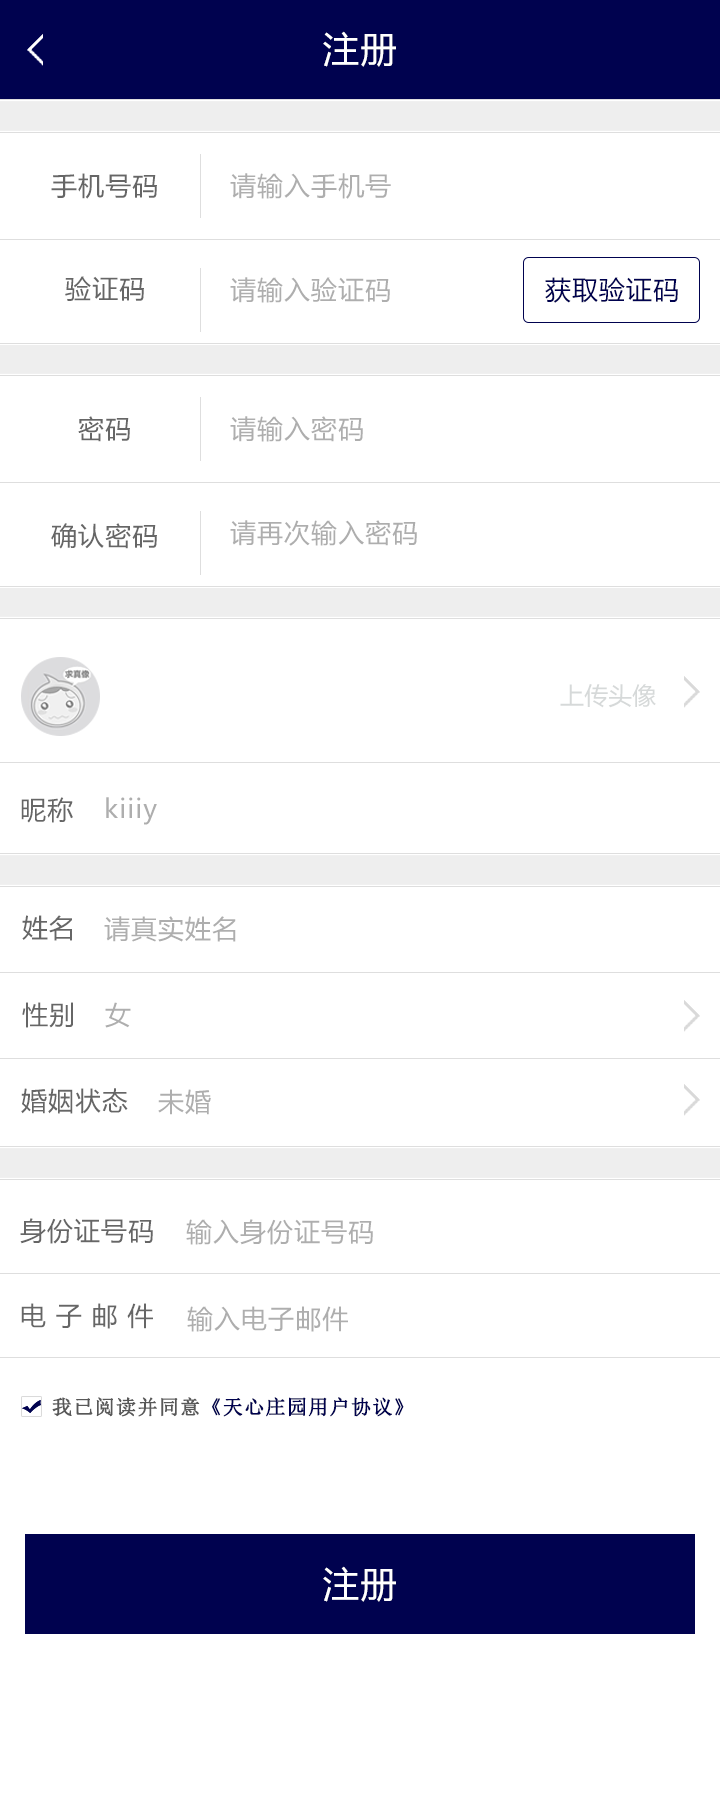 注册
手机号码 请输入手机号
验证码 请输入验证码 获取验证码
密码 请输入密码
确认密码 请再次输入密码
求真像
上传头像
昵称 kiiiy
姓名 请真实姓名
性别 女
婚姻状态 未婚
身份证号码 输入身份证号码
电子邮件 输入电子邮件
我已阅读并同意《天心庄园用户协议》
注册